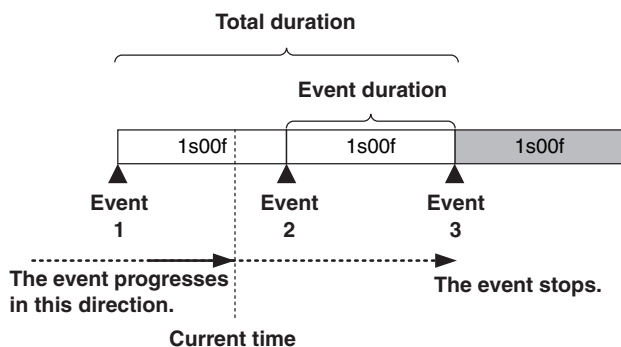 Total duration
Event duration
1s00f 1s00f 1s00f
Event
1
Event
2
Event
3
The event progresses
in this direction.
The event stops.
Current time